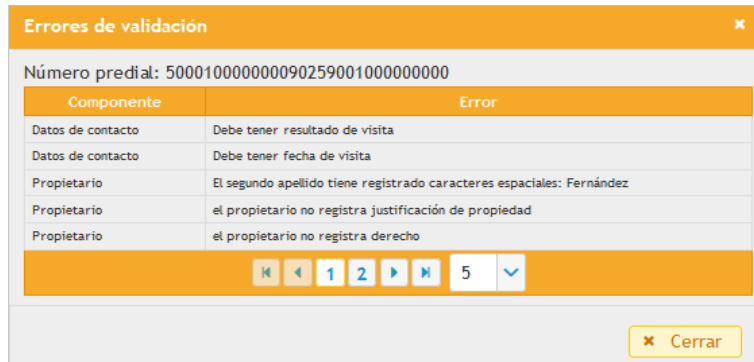 Errores de validación
Número predial: 500010000000090259001000000000
Componente Error
Datos de contacto Debe tener resultado de visita
Datos de contacto Debe tener fecha de visita
Propietario El segundo apellido tiene registrado caracteres espaciales: Fernández
Propietario el propietario no registra justificación de propiedad
Propietario el propietario no registra derecho
1 2 5
Cerrar